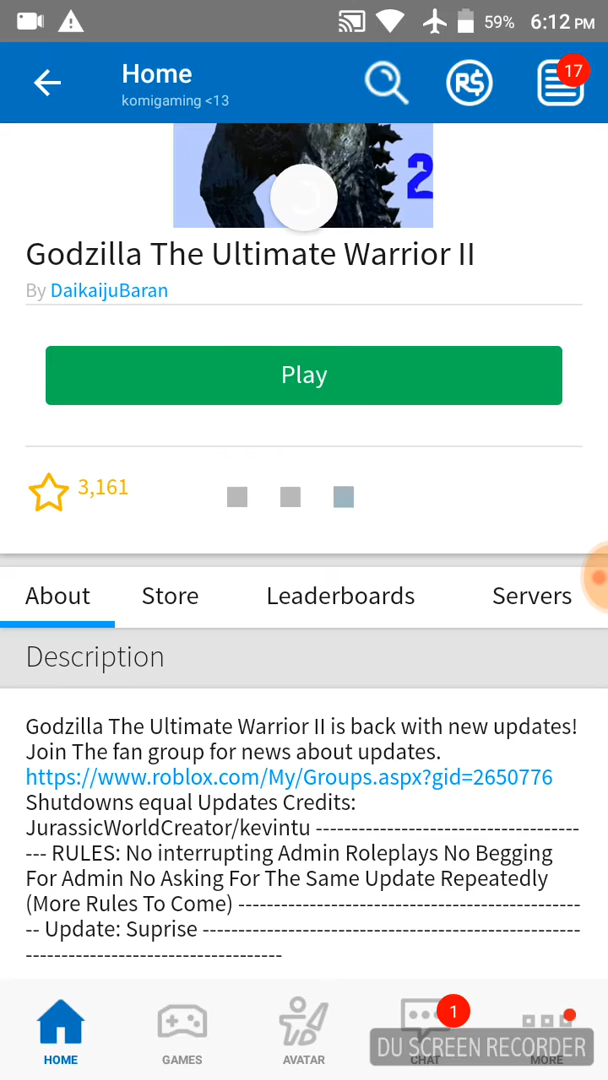 59% 6:12 PM
Home
komigaming <13
R$
17
2
Godzilla The Ultimate Warrior II
By DaikaijuBaran
Play
3,161
About Store Leaderboards Servers
Description
Godzilla The Ultimate Warrior II is back with new updates!
Join The fan group for news about updates.
https://www.roblox.com/My/Groups.aspx?gid=2650776
Shutdowns equal Updates Credits:
JurassicWorldCreator/kevintu -------------------------------------
--- RULES: No interrupting Admin Roleplays No Begging
For Admin No Asking For The Same Update Repeatedly
(More Rules To Come) ------------------------------------------------
-- Update: Suprise -----------------------------------------------------
------------------------------------
1
HOME GAMES AVATAR CHAT MORE
DU SCREEN RECORDER